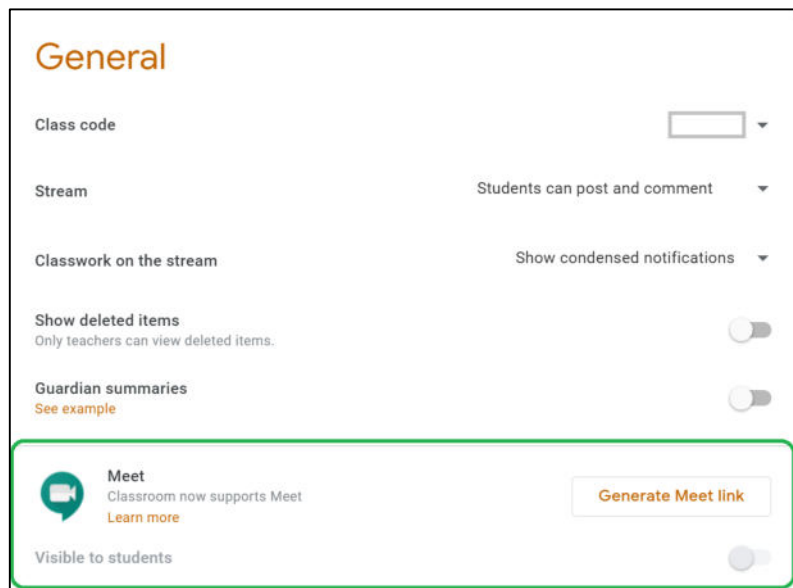 General
Class code
Stream Students can post and comment
Classwork on the stream Show condensed notifications
Show deleted items
Only teachers can view deleted items.
Guardian summaries
See example
Meet
Classroom now supports Meet
Learn more
Generate Meet link
Visible to students